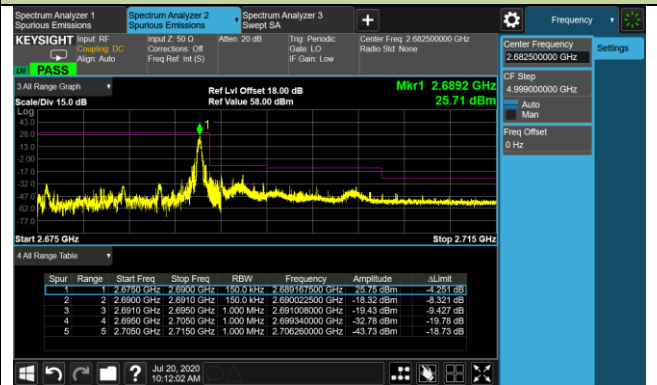 Spectrum Analyzer 1
Spurious Emissions
Spectrum Analyzer 2
Spurious Emissions
Spectrum Analyzer 3
Swept SA
Frequency
KEYSIGHT
Input: RF
Coupling: DC
Align: Auto
Input Z: 50 Ω
Corrections: Off
Freq Ref: Int (S)
Atten: 20 dB
Trig: Periodic
Gate: LO
IF Gain: Low
Center Freq: 2.682500000 GHz
Radio Std: None
PASS
Center Frequency
2.682500000 GHz
Settings
CF Step
4.999000000 GHz
Auto
Man
Freq Offset
0 Hz
3 All Range Graph
Scale/Div 15.0 dB
Ref Lvl Offset 18.00 dB
Ref Value 58.00 dBm
Mkr1 2.6892 GHz
25.71 dBm
Log
43.0
28.0
13.0
-2.00
-17.0
-32.0
-47.0
-62.0
-77.0
1
Start 2.675 GHz
Stop 2.715 GHz
4 All Range Table
Spur Range Start Freq Stop Freq RBW Frequency Amplitude ΔLimit
1 1 2.6750 GHz 2.6900 GHz 150.0 kHz 2.689167500 GHz 25.75 dBm -4.251 dB
2 2 2.6900 GHz 2.6910 GHz 150.0 kHz 2.690022500 GHz -18.32 dBm -8.321 dB
3 3 2.6910 GHz 2.6950 GHz 1.000 MHz 2.691008000 GHz -19.43 dBm -9.427 dB
4 4 2.6950 GHz 2.7050 GHz 1.000 MHz 2.699340000 GHz -32.78 dBm -19.78 dB
5 5 2.7050 GHz 2.7150 GHz 1.000 MHz 2.706260000 GHz -43.73 dBm -18.73 dB
Jul 20, 2020
10:12:02 AM